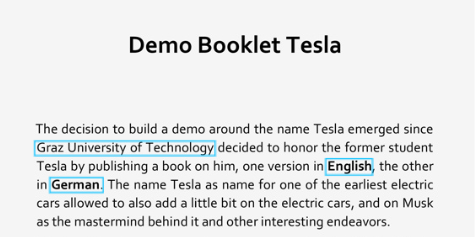 Demo Booklet Tesla
The decision to build a demo around the name Tesla emerged since
Graz University of Technology decided to honor the former student
Tesla by publishing a book on him, one version in English, the other
in German. The name Tesla as name for one of the earliest electric
cars allowed to also add a little bit on the electric cars, and on Musk
as the mastermind behind it and other interesting endeavors.